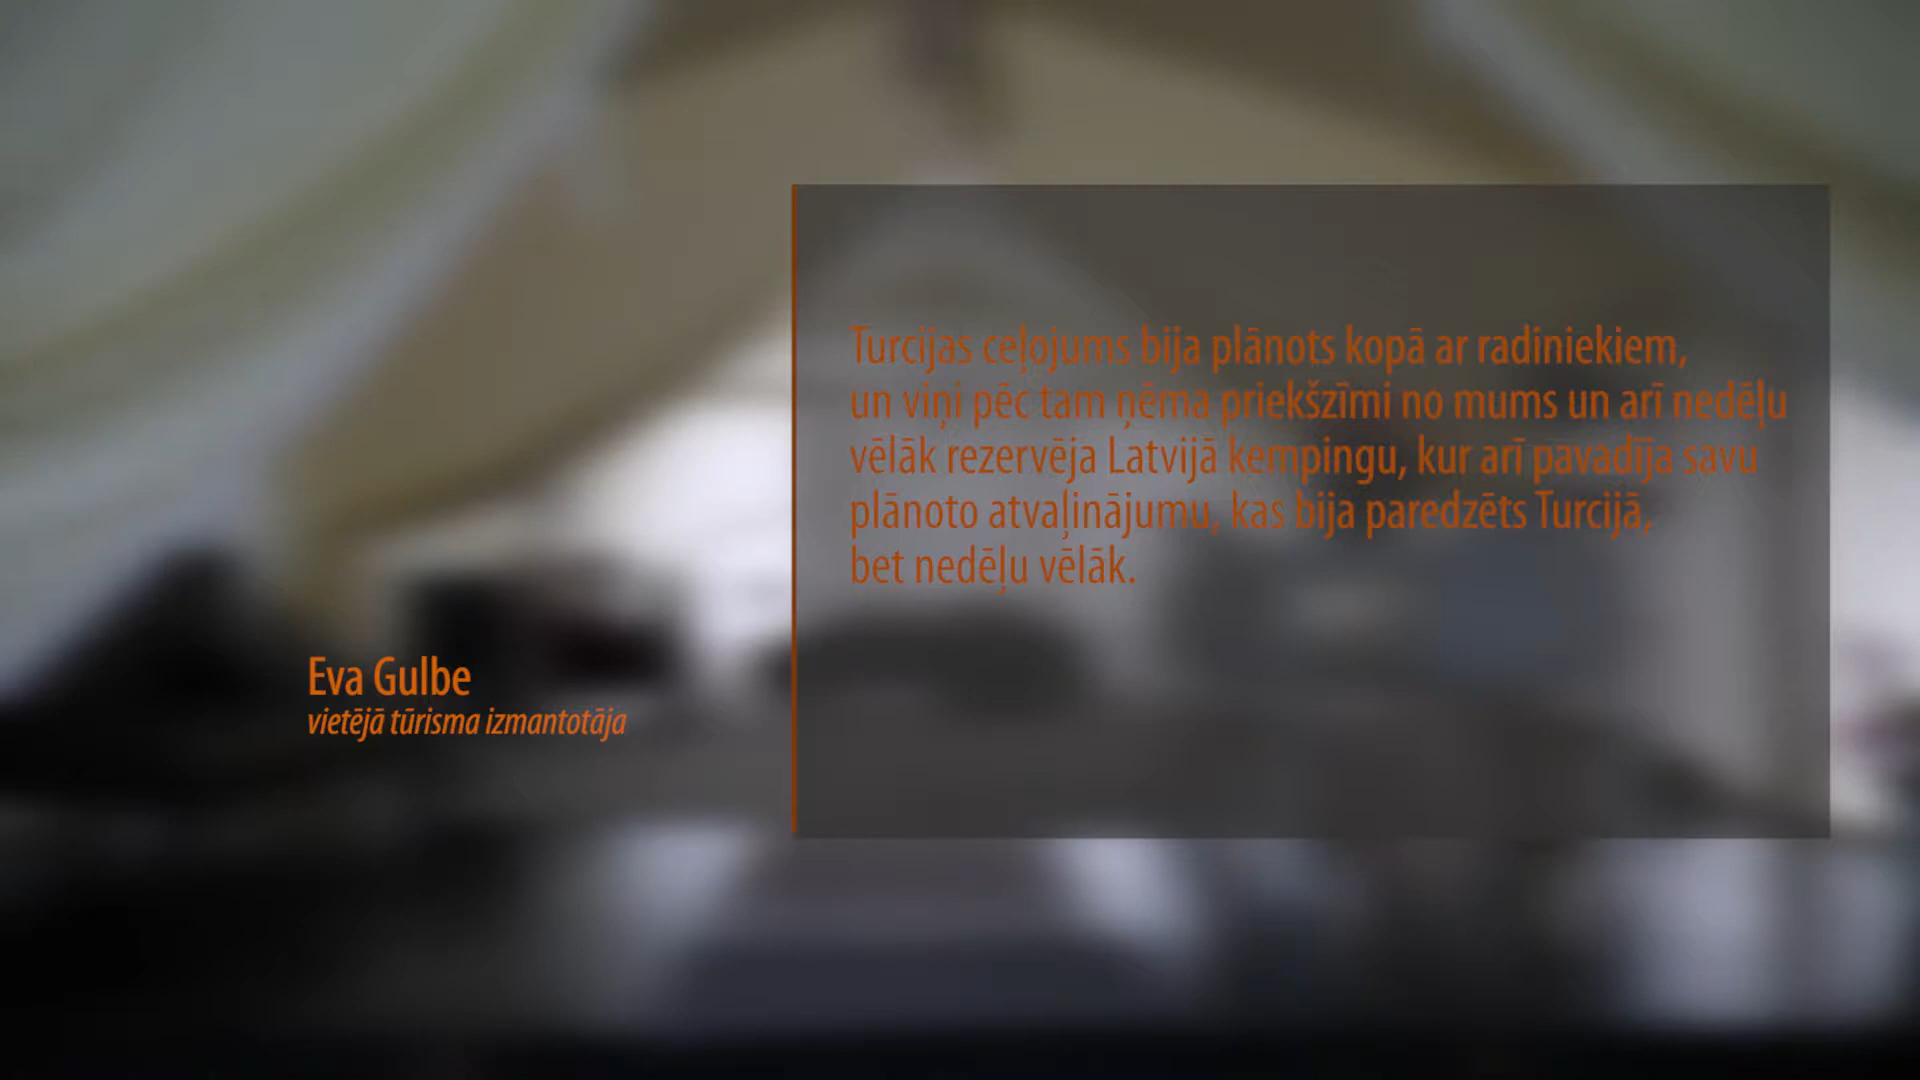 Turcijas ceļojums bija plānots kopā ar radiniekiem,
un viņi pēc tam ņēma priekšzīmi no mums un arī nedēļu
vēlāk rezervēja Latvijā kempingu, kur arī pavadīja savu
plānoto atvaļinājumu, kas bija paredzēts Turcijā,
bet nedēļu vēlāk.
Eva Gulbe
vietējā tūrisma izmantotāja